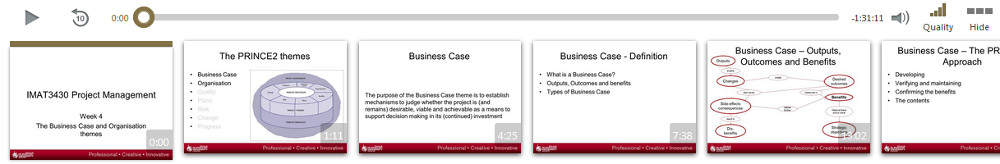 10
0:00
-1:31:11
Quality
Hide
IMAT3430 Project Management
Week 4
The Business Case and Organisation
themes
0:00
Professional • Creative • Innovative
The PRINCE2 themes
• Business Case
• Organisation
• Quality
• Plans
• Risk
• Change
• Progress
1:11
Professional • Creative • Innovative
Business Case
The purpose of the Business Case theme is to establish
mechanisms to judge whether the project is (and
remains) desirable, viable and achievable as a means to
support decision making in its (continued) investment
4:25
Professional • Creative • Innovative
Business Case - Definition
• What is a Business Case?
• Outputs, Outcomes and benefits
• Types of Business Case
7:38
Professional • Creative • Innovative
Business Case – Outputs,
Outcomes and Benefits
Outputs
Changes
Desired
outcomes
Benefits
Side-effects
consequences
Dis-
benefits
Strategic
:02
Professional • Creative • Innovative
Business Case – The PR
Approach
• Developing
• Verifying and maintaining
• Confirming the benefits
• The contents
Professional • Crea